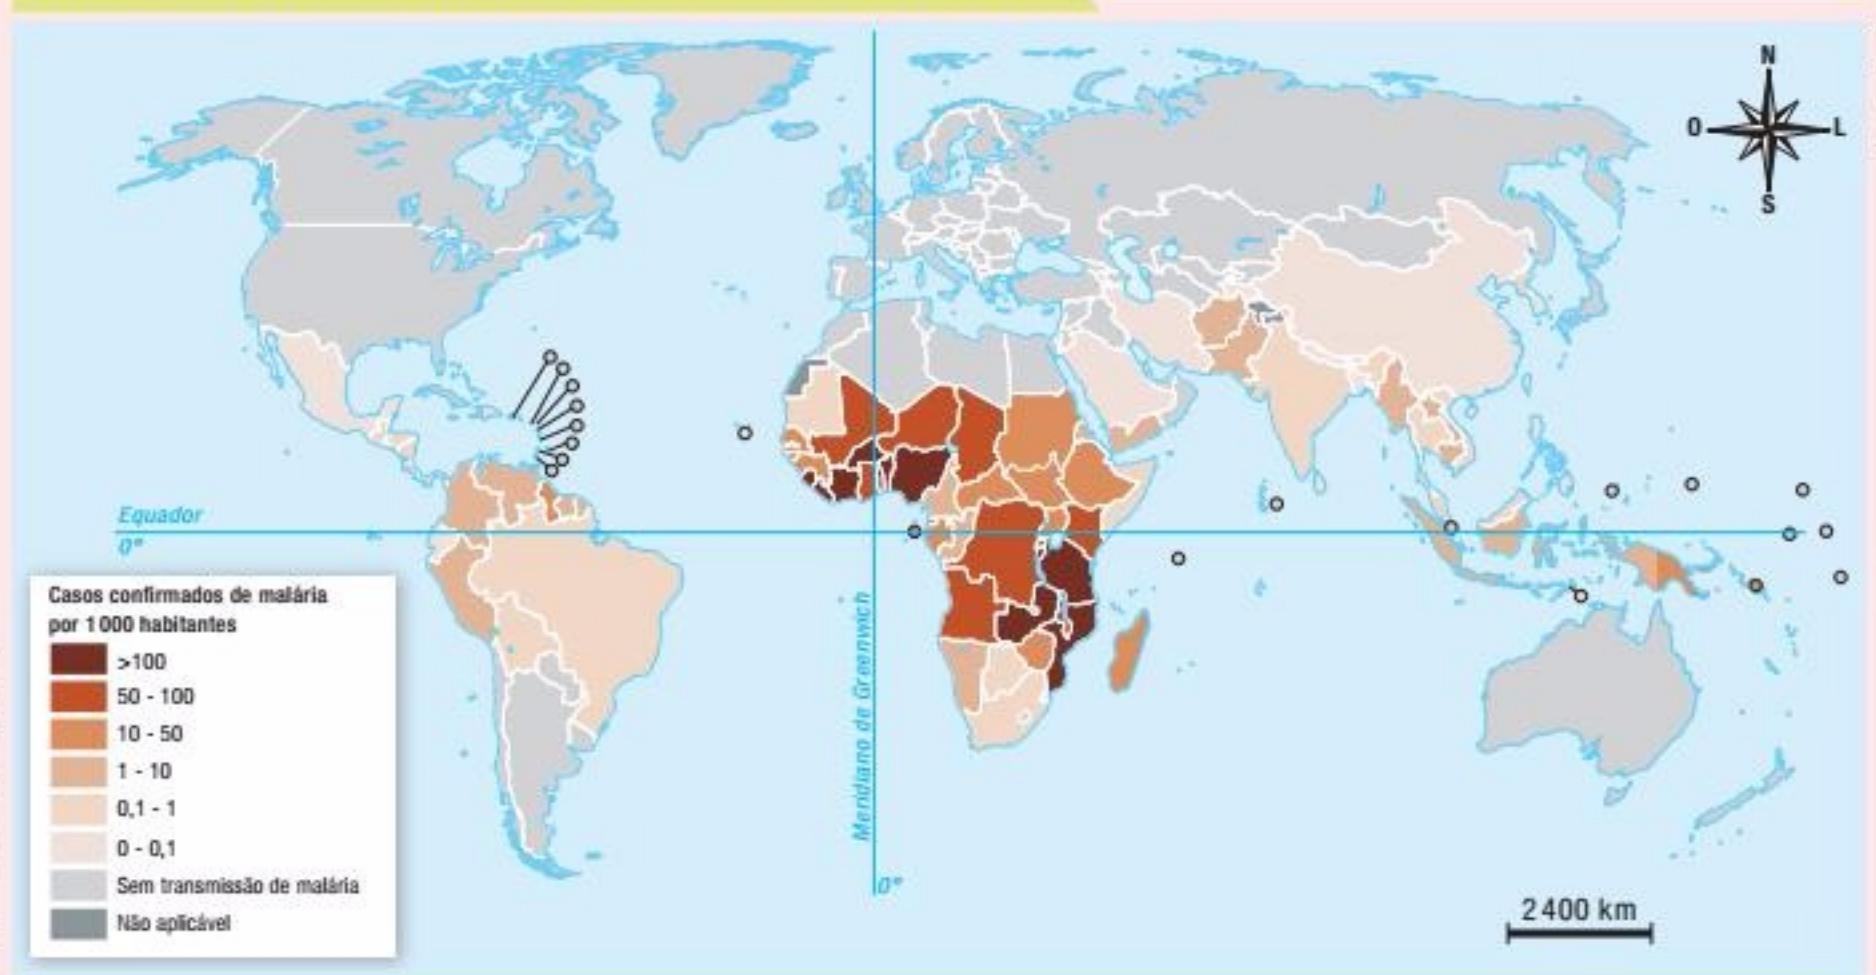 N
O
L
S
Equador
0°
Meridiano de Greenwich
0°
Casos confirmados de malária
por 1 000 habitantes
>100
50 - 100
10 - 50
1 - 10
0,1 - 1
0 - 0,1
Sem transmissão de malária
Não aplicável
2 400 km